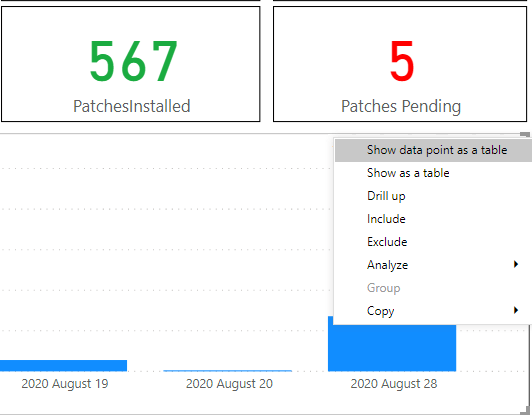 567
PatchesInstalled
5
Patches Pending
Show data point as a table
Show as a table
Drill up
Include
Exclude
Analyze
Group
Copy
2020 August 19
2020 August 20
2020 August 28